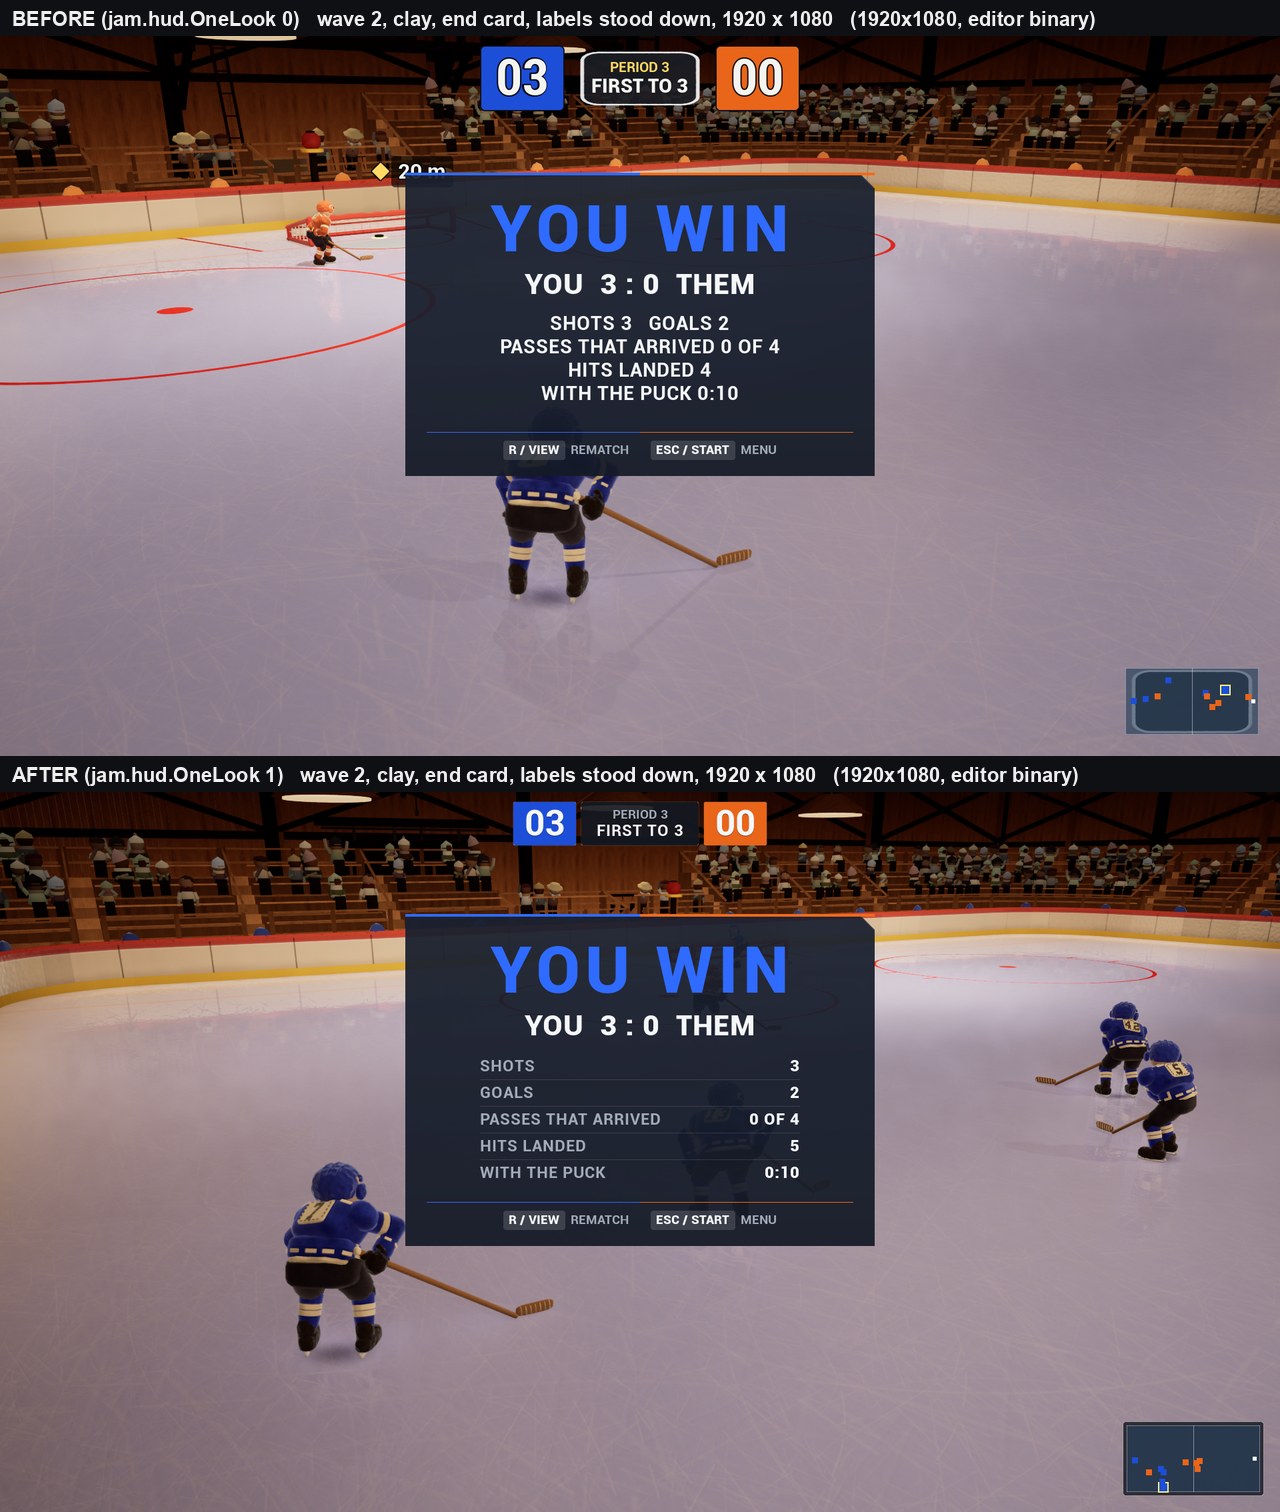 BEFORE (jam.hud.OneLook 0) wave 2, clay, end card, labels stood down, 1920 x 1080 (1920x1080, editor binary)
03 PERIOD 3 00
FIRST TO 3
20 m
YOU WIN
YOU 3 : 0 THEM
SHOTS 3 GOALS 2
PASSES THAT ARRIVED 0 OF 4
HITS LANDED 4
WITH THE PUCK 0:10
R / VIEW REMATCH ESC / START MENU
AFTER (jam.hud.OneLook 1) wave 2, clay, end card, labels stood down, 1920 x 1080 (1920x1080, editor binary)
03 PERIOD 3 00
FIRST TO 3
YOU WIN
YOU 3 : 0 THEM
SHOTS 3
GOALS 2
PASSES THAT ARRIVED 0 OF 4
HITS LANDED 5
WITH THE PUCK 0:10
R / VIEW REMATCH ESC / START MENU
42
5